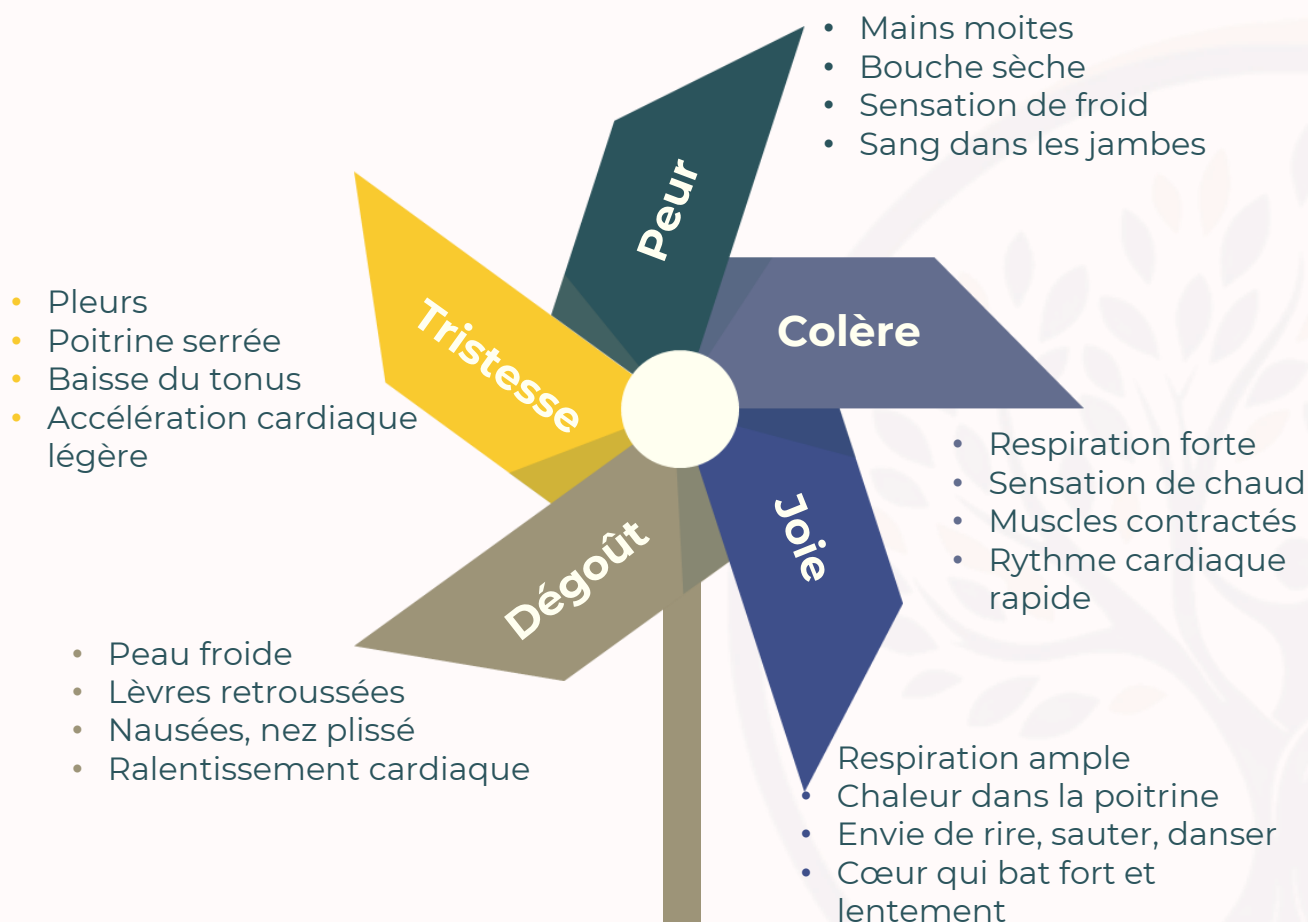 Peur
• Mains moites
• Bouche sèche
• Sensation de froid
• Sang dans les jambes
Colère
• Respiration forte
• Sensation de chaud
• Muscles contractés
• Rythme cardiaque
rapide
Joie
Respiration ample
• Chaleur dans la poitrine
• Envie de rire, sauter, danser
• Cœur qui bat fort et
lentement
Dégoût
• Peau froide
• Lèvres retroussées
• Nausées, nez plissé
• Ralentissement cardiaque
Tristesse
• Pleurs
• Poitrine serrée
• Baisse du tonus
• Accélération cardiaque
légère